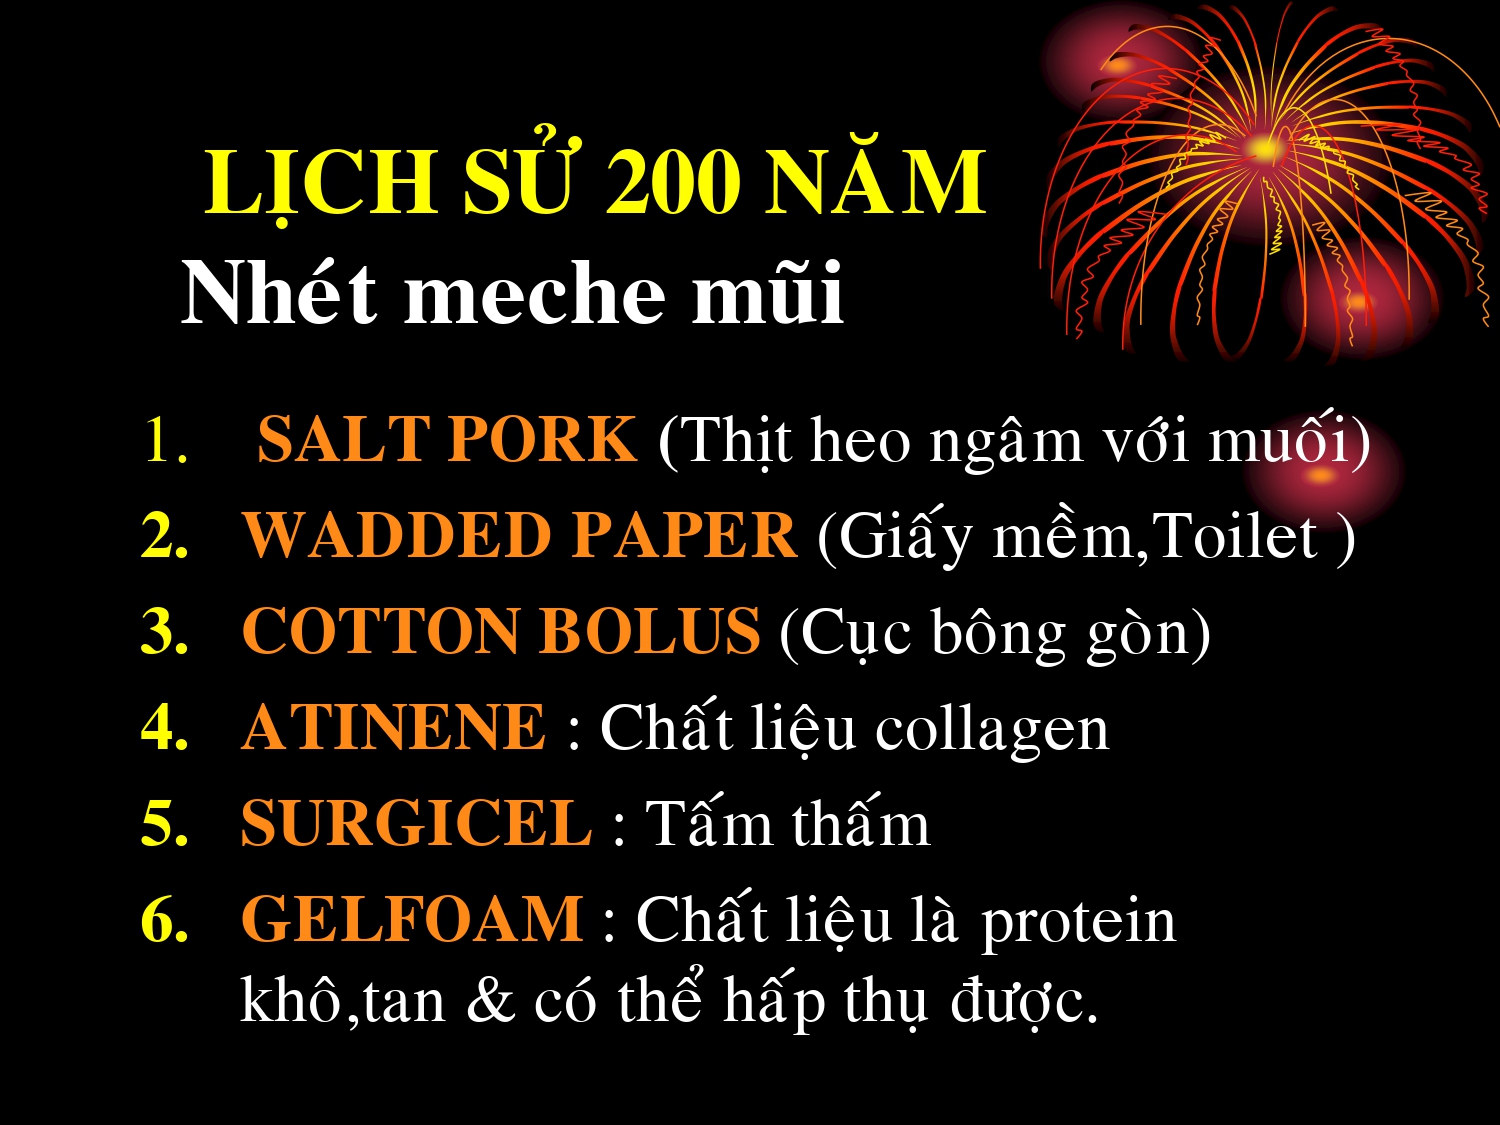 LỊCH SỬ 200 NĂM
Nhét meche mũi
1. SALT PORK (Thịt heo ngâm với muối)
2. WADDED PAPER (Giấy mềm,Toilet )
3. COTTON BOLUS (Cục bông gòn)
4. ATINENE : Chất liệu collagen
5. SURGICEL : Tấm thấm
6. GELFOAM : Chất liệu là protein
khô,tan & có thể hấp thụ được.